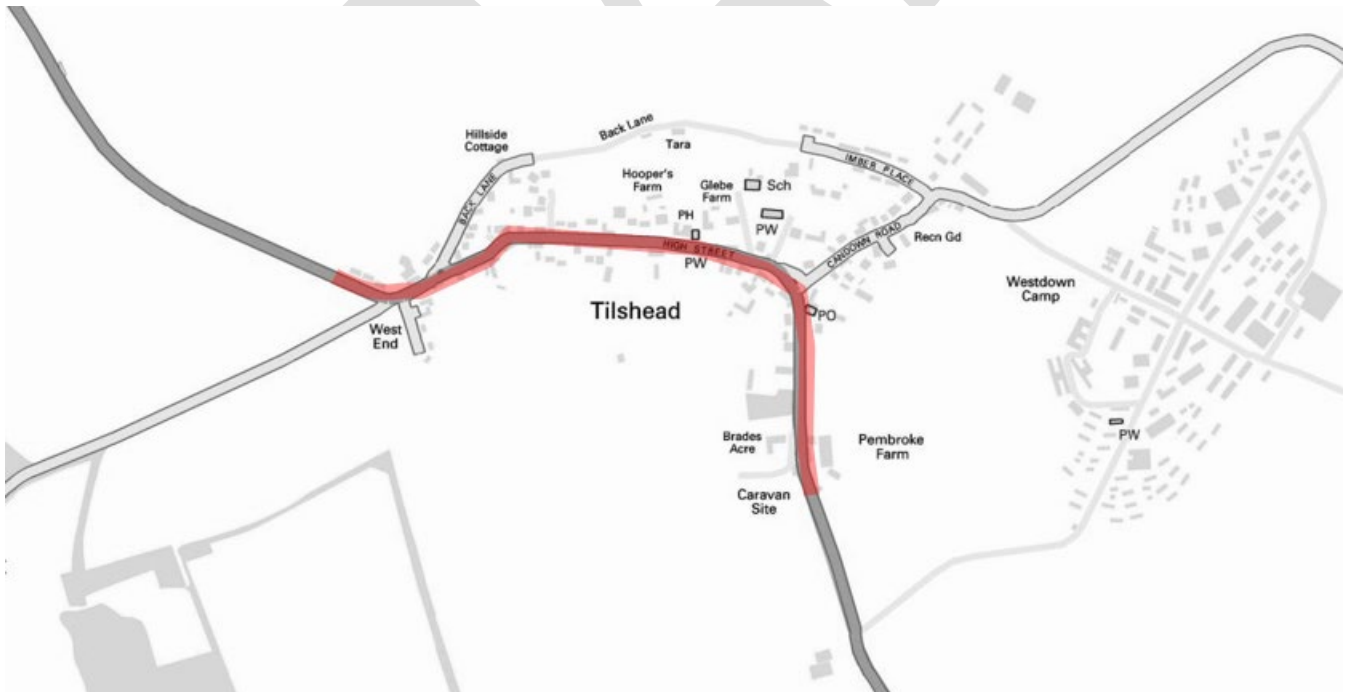 Hillside
Cottage
Back Lane
Tara
BACK LANE
Hooper's
Farm
Glebe
Farm
Sch
IMBER PLACE
PH
PW
HIGH STREET
PW
CANDOWN ROAD
Recn Gd
Westdown
Camp
Tilshead
PO
West
End
Brades
Acre
Pembroke
Farm
PW
Caravan
Site